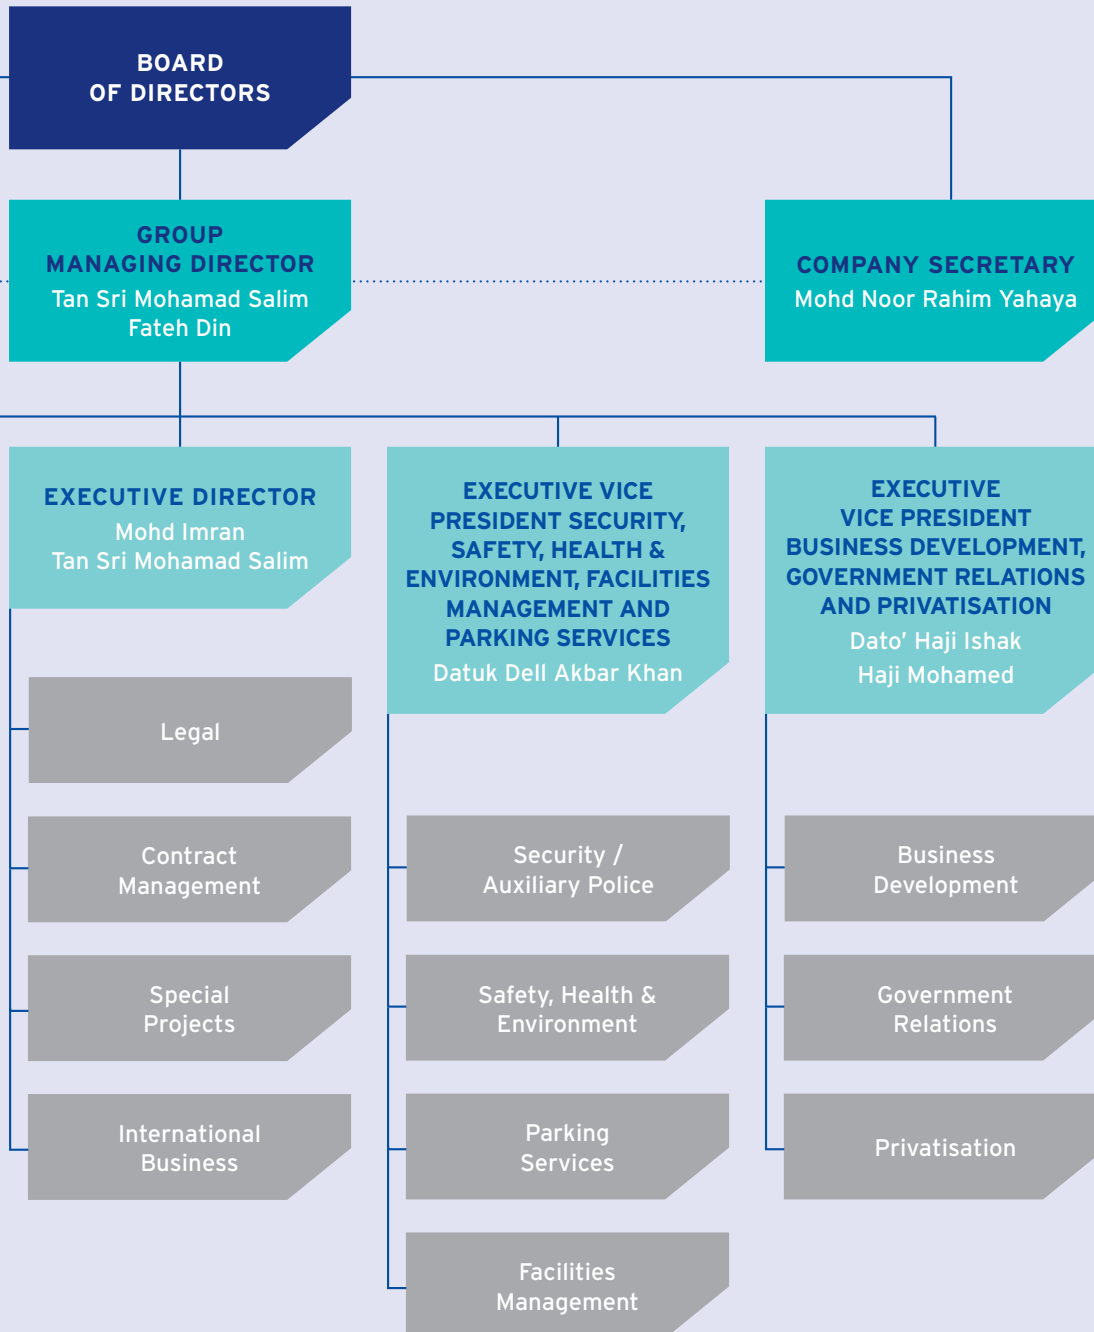 BOARD
OF DIRECTORS
GROUP
MANAGING DIRECTOR
Tan Sri Mohamad Salim
Fateh Din
COMPANY SECRETARY
Mohd Noor Rahim Yahaya
EXECUTIVE DIRECTOR
Mohd Imran
Tan Sri Mohamad Salim
Legal
Contract
Management
Special
Projects
International
Business
EXECUTIVE VICE
PRESIDENT SECURITY,
SAFETY, HEALTH &
ENVIRONMENT, FACILITIES
MANAGEMENT AND
PARKING SERVICES
Datuk Dell Akbar Khan
Security /
Auxiliary Police
Safety, Health &
Environment
Parking
Services
Facilities
Management
EXECUTIVE
VICE PRESIDENT
BUSINESS DEVELOPMENT,
GOVERNMENT RELATIONS
AND PRIVATISATION
Dato’ Haji Ishak
Haji Mohamed
Business
Development
Government
Relations
Privatisation